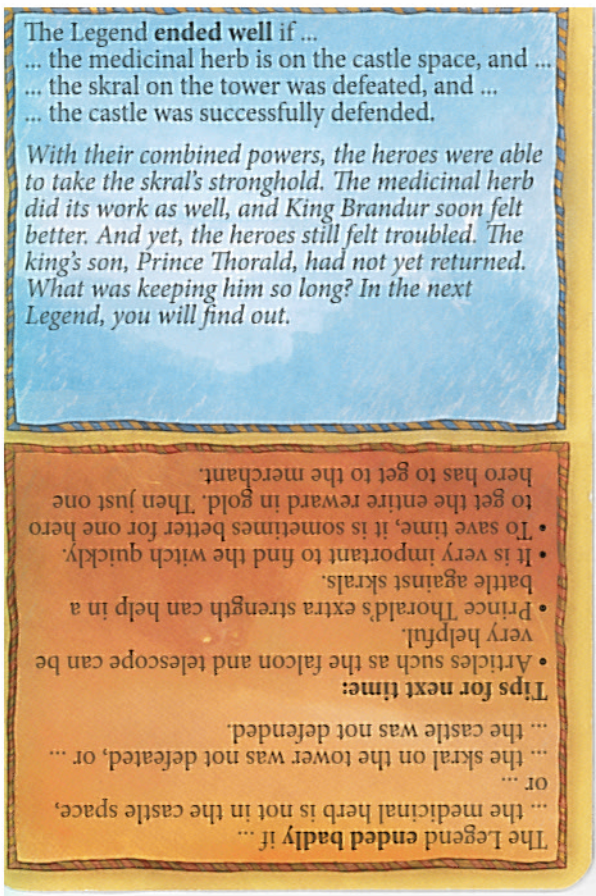 The Legend ended well if ...
... the medicinal herb is on the castle space, and ...
... the skral on the tower was defeated, and ...
... the castle was successfully defended.
With their combined powers, the heroes were able
to take the skral's stronghold. The medicinal herb
did its work as well, and King Brandur soon felt
better. And yet, the heroes still felt troubled. The
king's son, Prince Thorald, had not yet returned.
What was keeping him so long? In the next
Legend, you will find out.
The Legend ended badly if ...
... the medicinal herb is not in the castle space,
or ...
... the skral on the tower was not defeated, or ...
... the castle was not defended.
Tips for next time:
• Articles such as the falcon and telescope can be
very helpful.
• Prince Thorald's extra strength can help in a
battle against skrals.
• It is very important to find the witch quickly.
• To save time, it is sometimes better for one hero
to get the entire reward in gold. Then just one
hero has to get to the merchant.